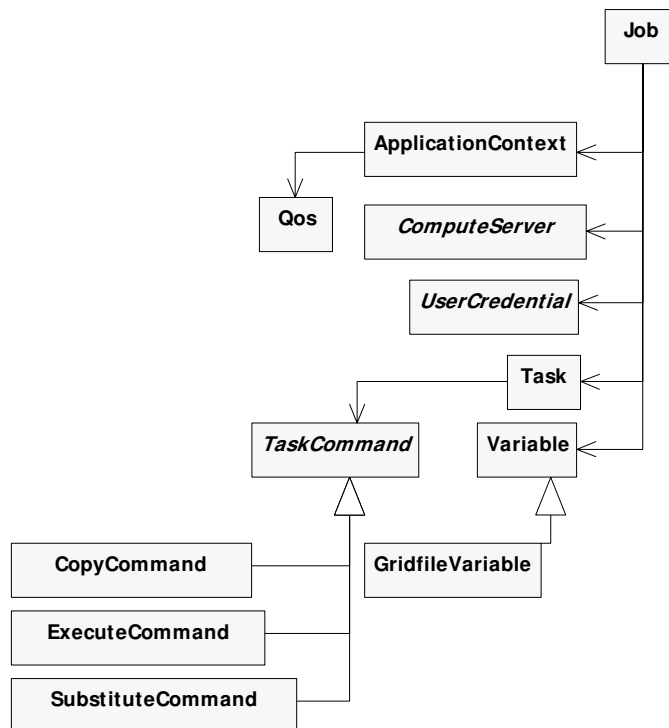 Job
ApplicationContext
Qos
ComputeServer
UserCredential
Task
TaskCommand
Variable
CopyCommand
GridfileVariable
ExecuteCommand
SubstituteCommand